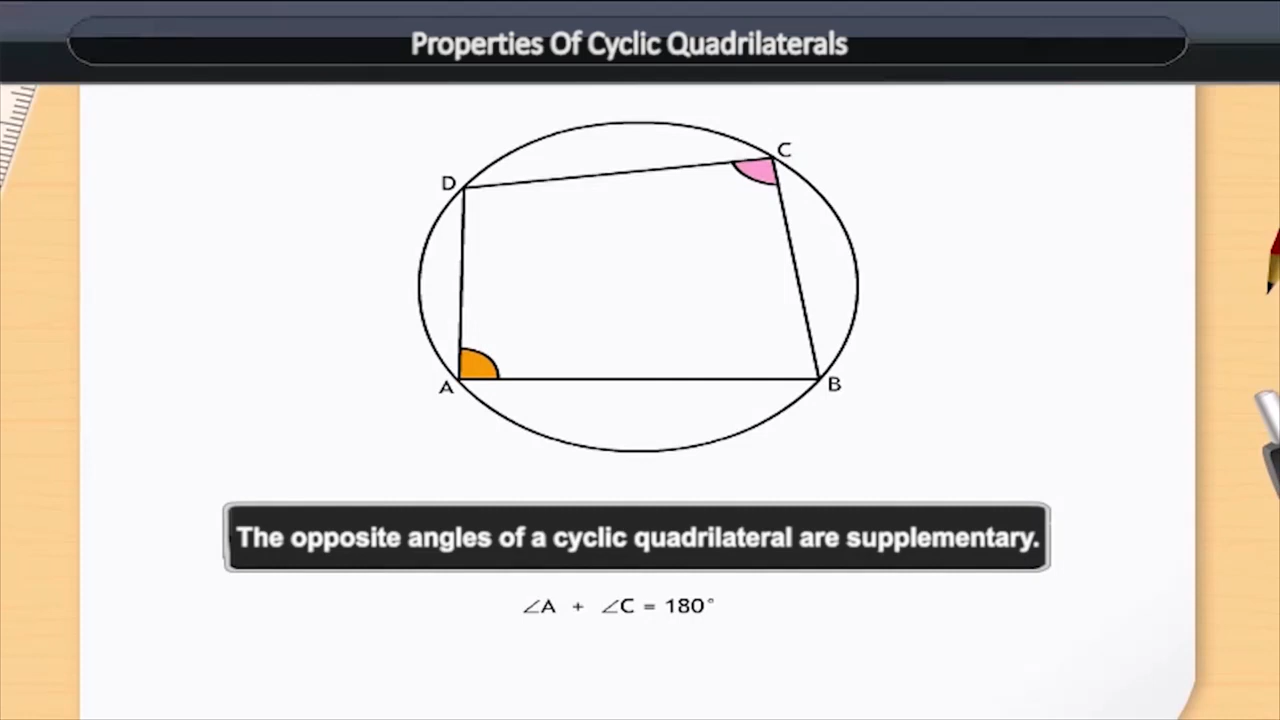 Properties Of Cyclic Quadrilaterals
C
D
A
B
The opposite angles of a cyclic quadrilateral are supplementary.
∠A + ∠C = 180°